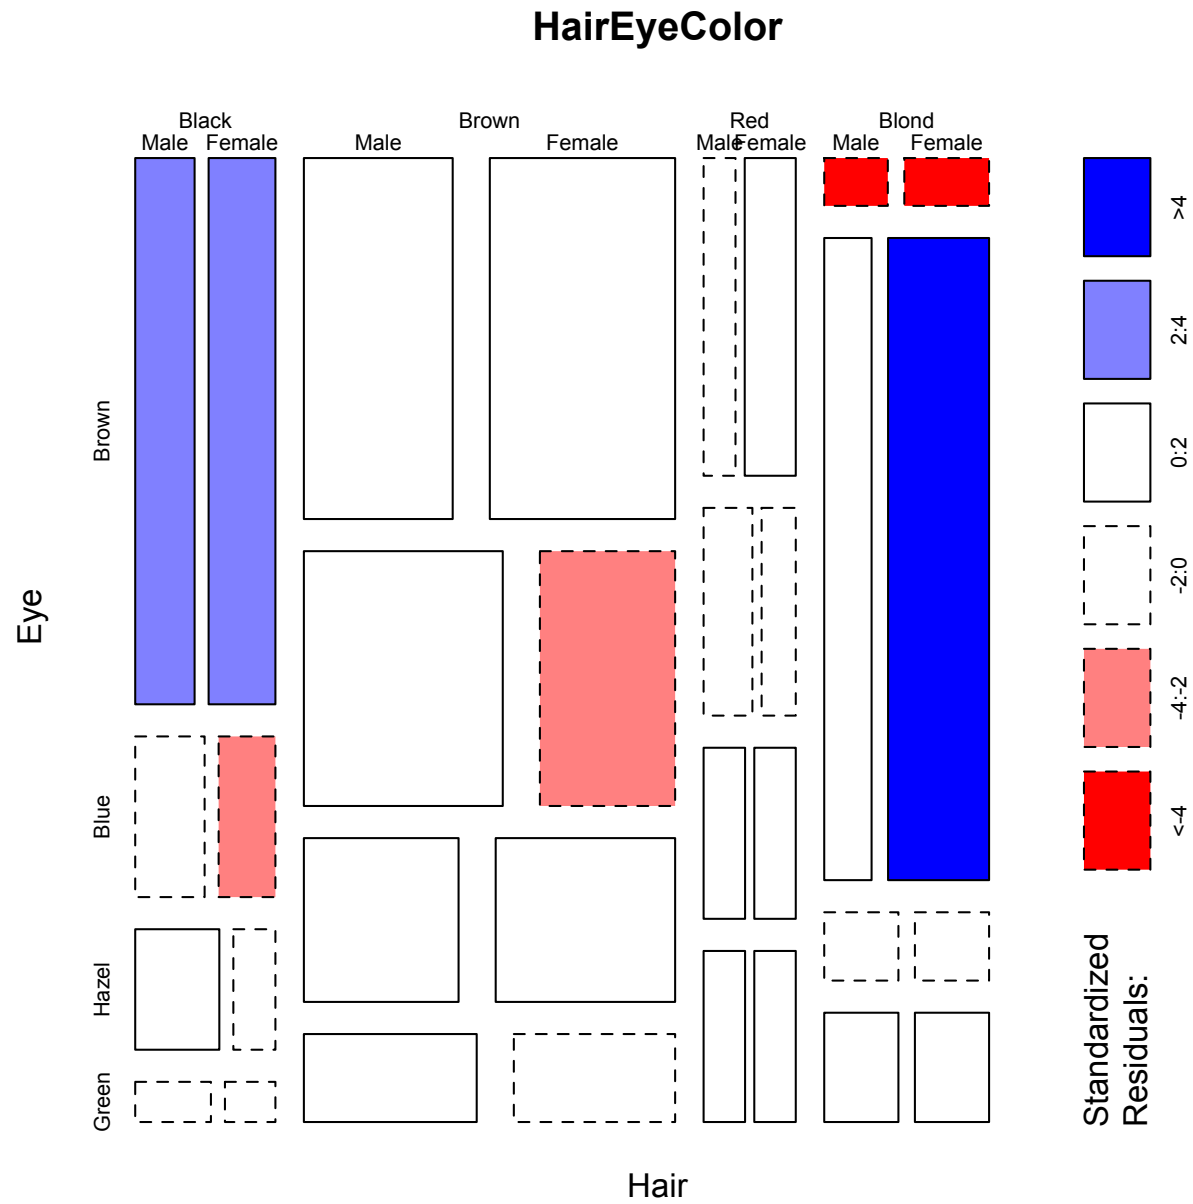 HairEyeColor
Black Brown Red Blond
Male Female Male Female Male Female Male Female
Brown
Blue
Hazel
Green
Eye
Hair
>4
2:4
0:2
-2:0
-4:-2
<-4
Standardized
Residuals: